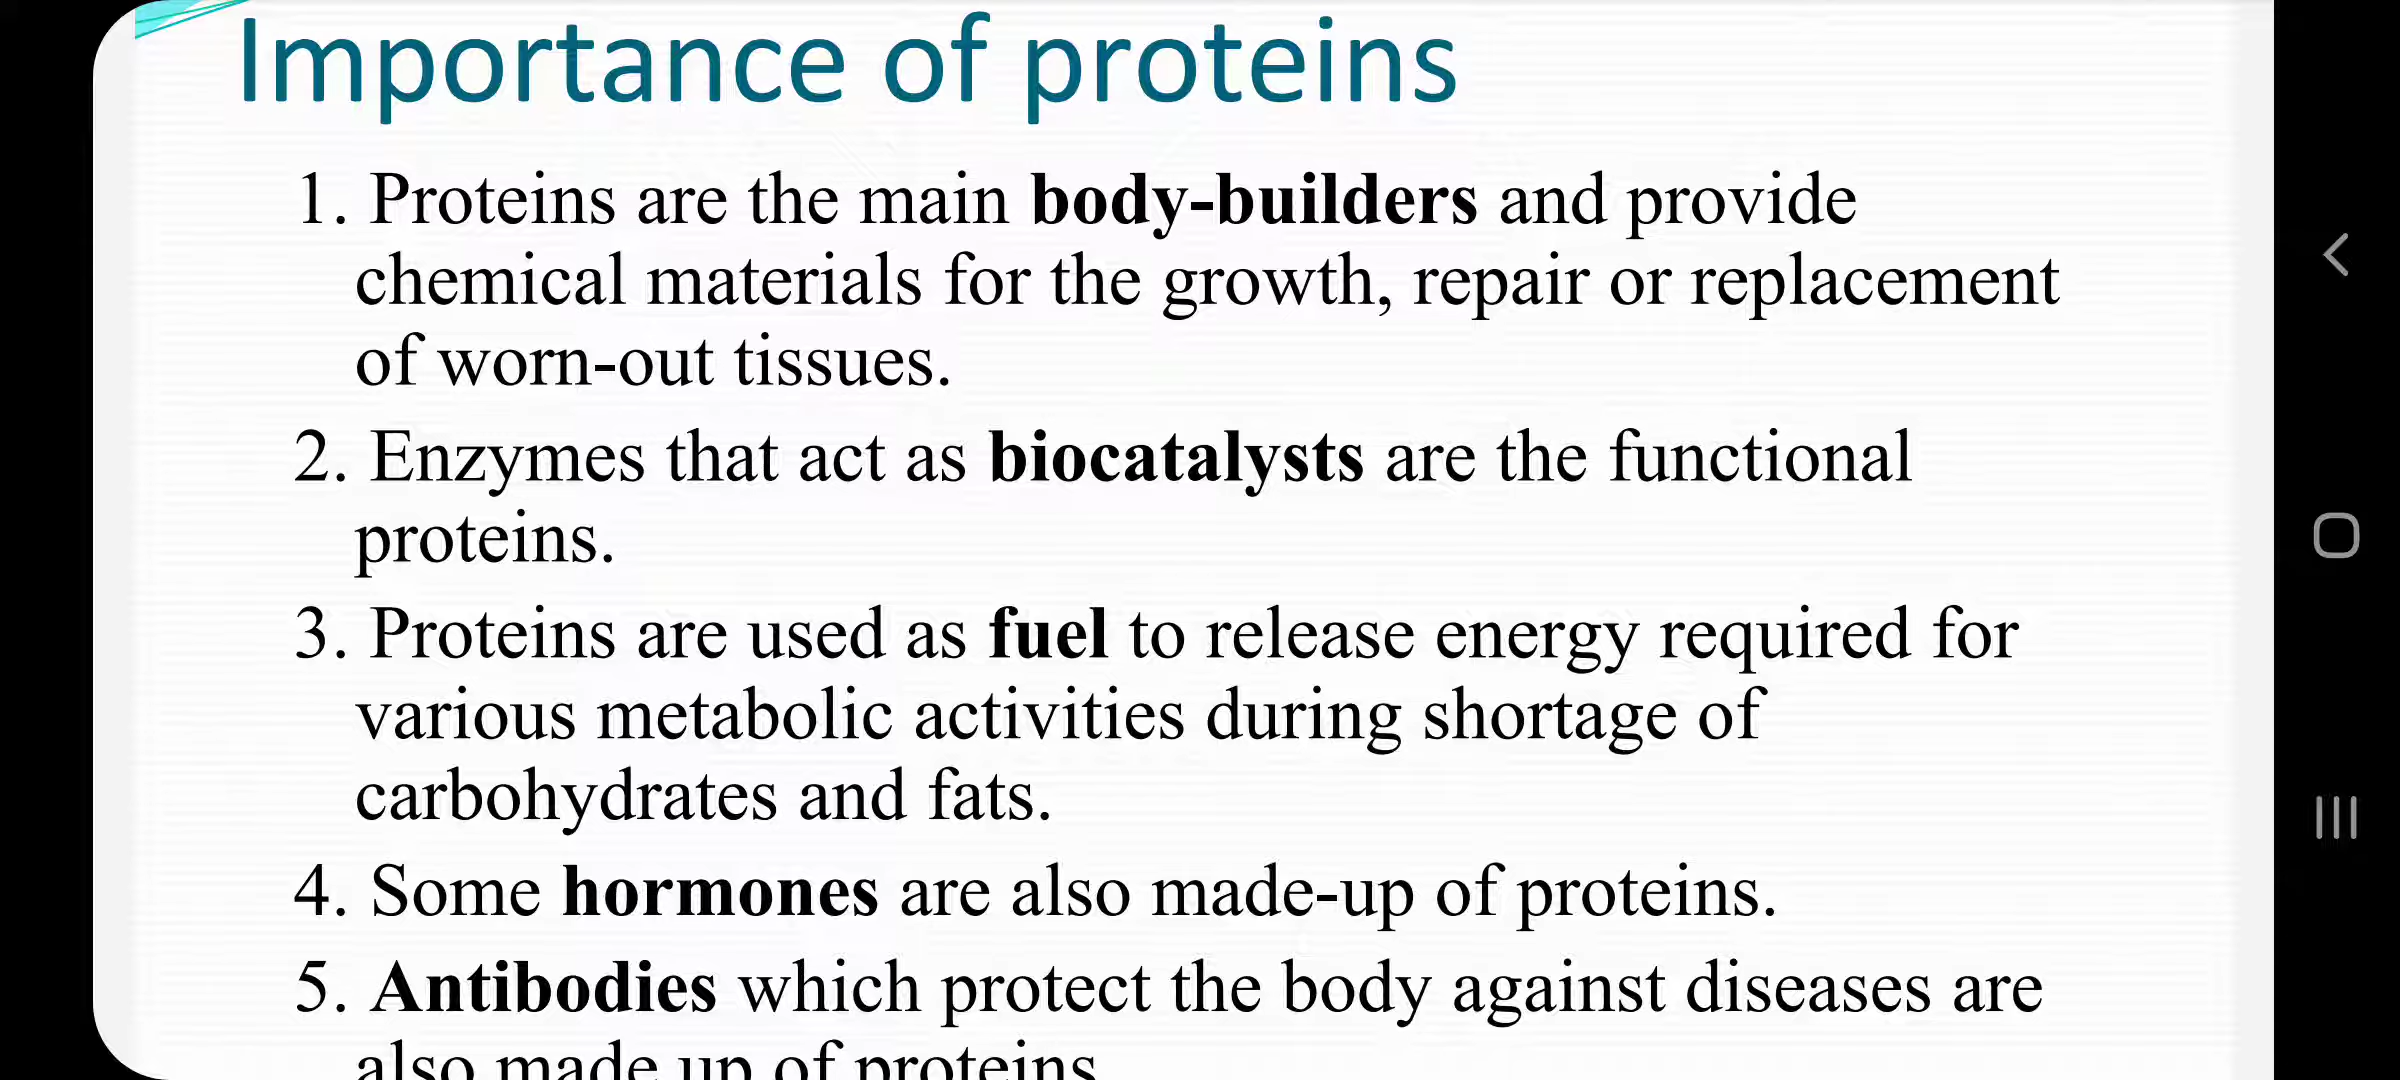 Importance of proteins
1. Proteins are the main body-builders and provide
chemical materials for the growth, repair or replacement
of worn-out tissues.
2. Enzymes that act as biocatalysts are the functional
proteins.
3. Proteins are used as fuel to release energy required for
various metabolic activities during shortage of
carbohydrates and fats.
4. Some hormones are also made-up of proteins.
5. Antibodies which protect the body against diseases are
also made up of proteins